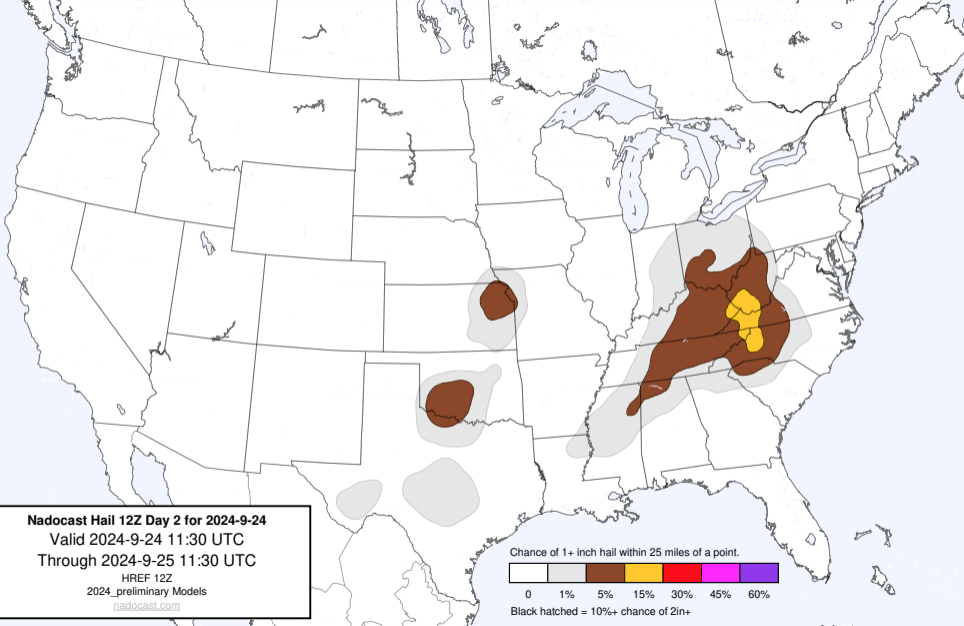 Nadocast Hail 12Z Day 2 for 2024-9-24
Valid 2024-9-24 11:30 UTC
Through 2024-9-25 11:30 UTC
HREF 12Z
2024_preliminary Models
nadocast.com
Chance of 1+ inch hail within 25 miles of a point.
0 1% 5% 15% 30% 45% 60%
Black hatched = 10%+ chance of 2in+